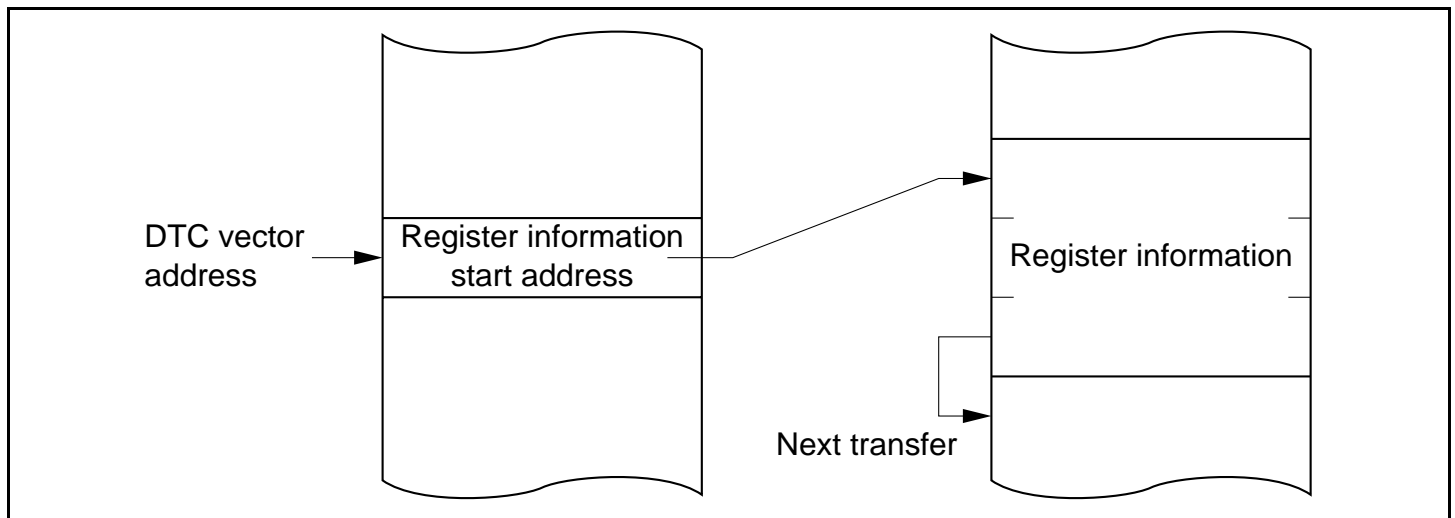 DTC vector
address
Register information
start address
Register information
Next transfer